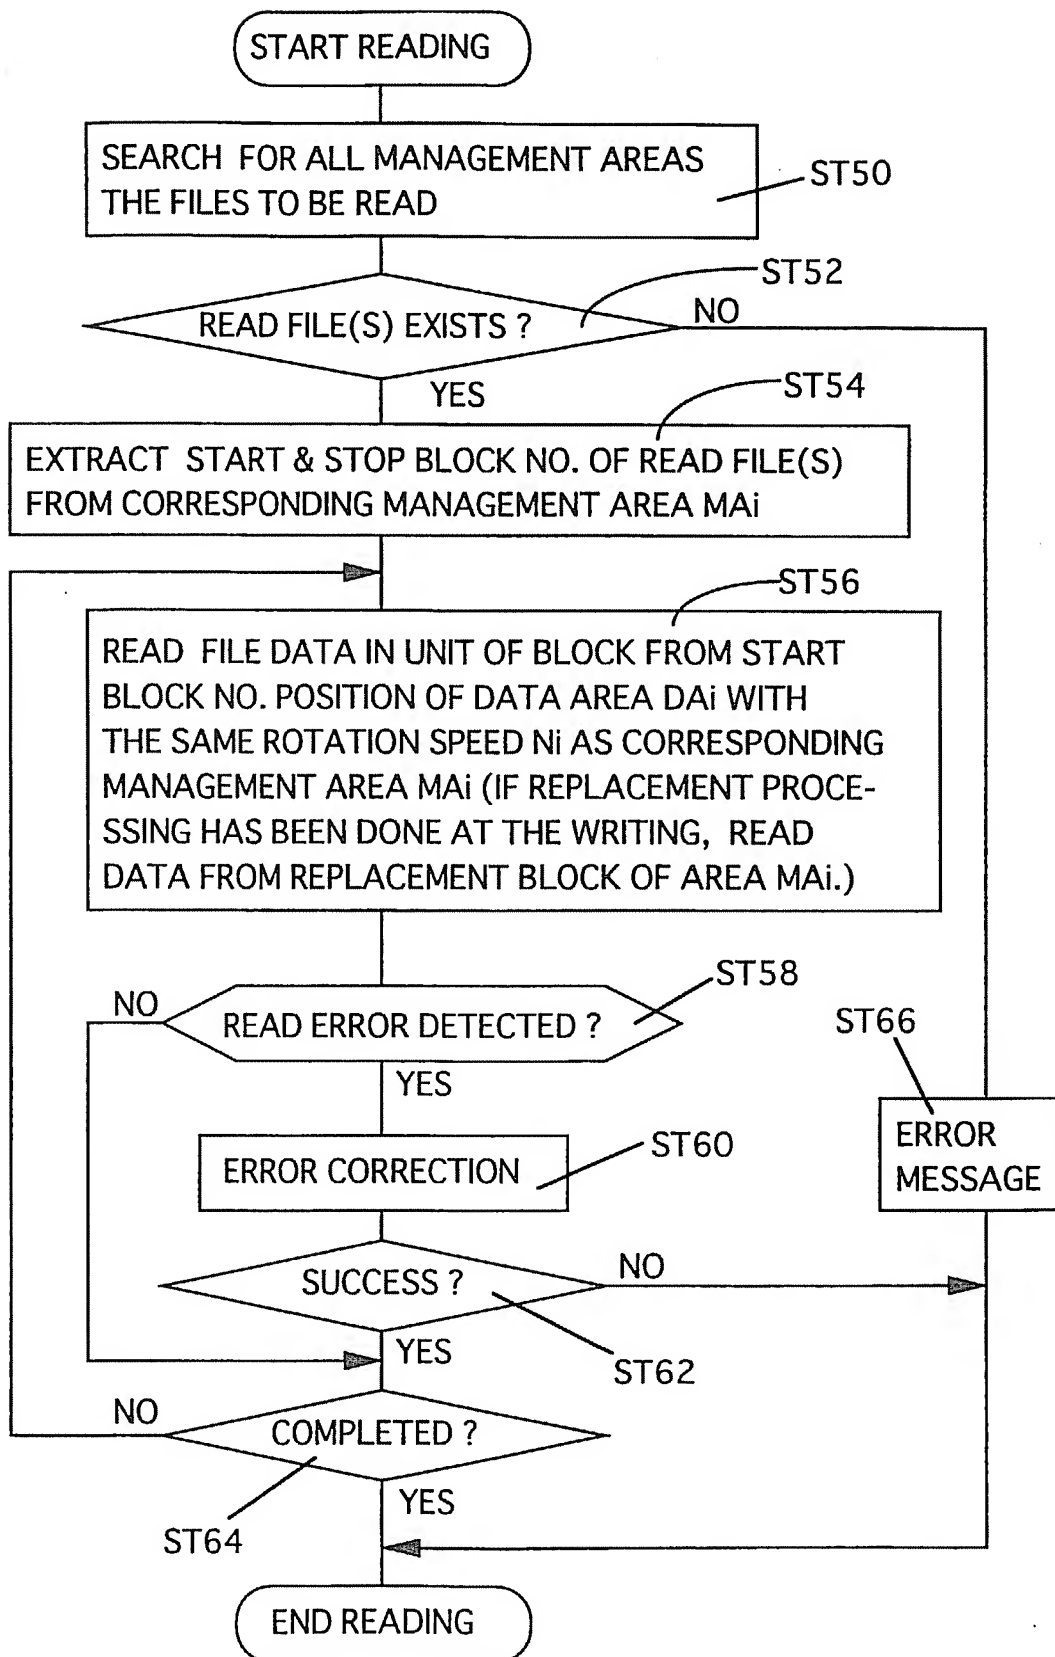 START READING
SEARCH FOR ALL MANAGEMENT AREAS
THE FILES TO BE READ
ST50
ST52
READ FILE(S) EXISTS ?
NO
YES
ST54
EXTRACT START & STOP BLOCK NO. OF READ FILE(S)
FROM CORRESPONDING MANAGEMENT AREA MAi
ST56
READ FILE DATA IN UNIT OF BLOCK FROM START
BLOCK NO. POSITION OF DATA AREA DAi WITH
THE SAME ROTATION SPEED Ni AS CORRESPONDING
MANAGEMENT AREA MAi (IF REPLACEMENT PROCE-
SSING HAS BEEN DONE AT THE WRITING, READ
DATA FROM REPLACEMENT BLOCK OF AREA MAi.)
ST58
NO
READ ERROR DETECTED ?
YES
ST66
ERROR
MESSAGE
ERROR CORRECTION
ST60
SUCCESS ?
NO
YES
ST62
NO
COMPLETED ?
YES
ST64
END READING